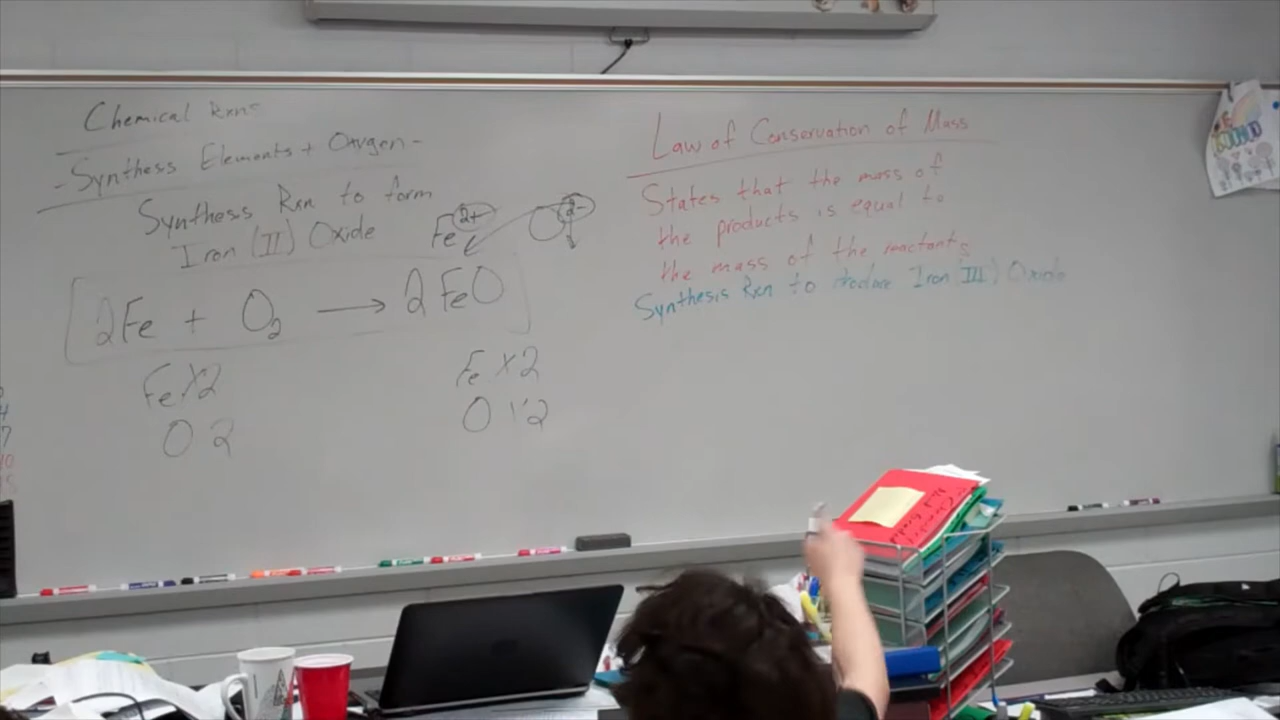 Chemical Rxns
- Synthesis Elements + Oxygen -
Synthesis Rxn to form
Iron (II) Oxide
Fe 2+ O 2-
2Fe + O2 → 2FeO
Fe X2
O 2
Fe X2
O 2
Law of Conservation of Mass
States that the mass of
the products is equal to
the mass of the reactants
Synthesis Rxn to produce Iron III) Oxide